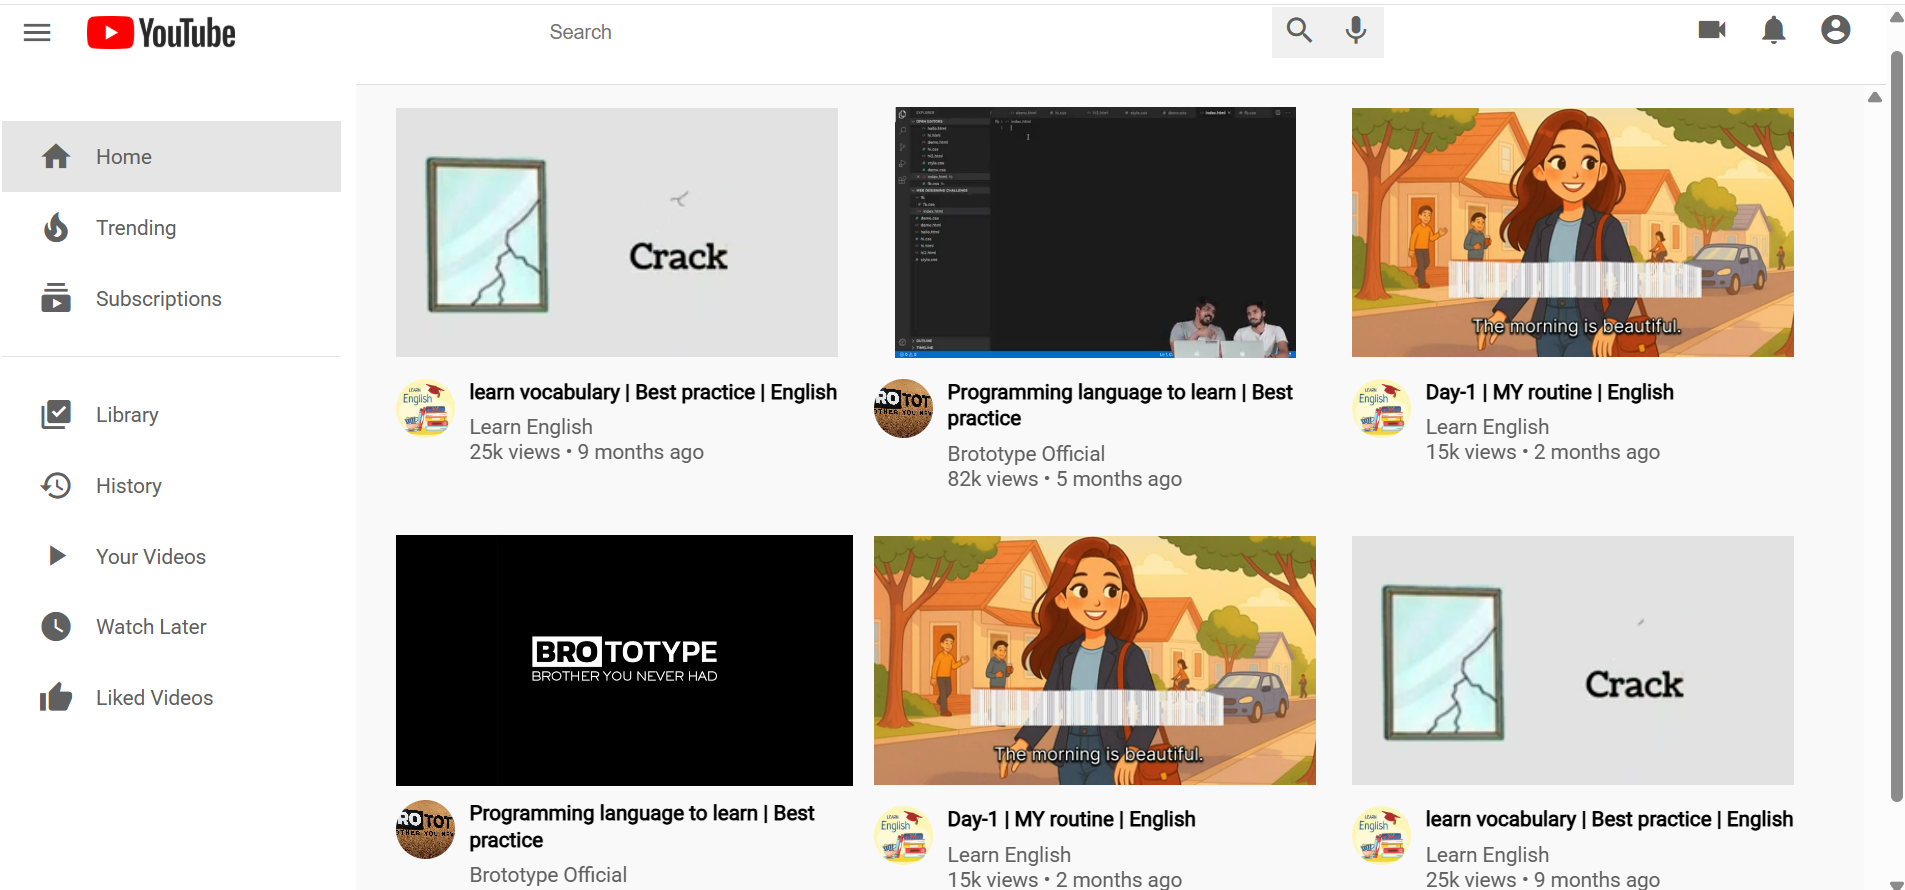 YouTube
Search
Home
Trending
Subscriptions
Library
History
Your Videos
Watch Later
Liked Videos
Crack
The morning is beautiful.
learn vocabulary | Best practice | English
Learn English
25k views • 9 months ago
Programming language to learn | Best
practice
Brototype Official
82k views • 5 months ago
Day-1 | MY routine | English
Learn English
15k views • 2 months ago
BROTOTYPE
BROTHER YOU NEVER HAD
The morning is beautiful.
Crack
Programming language to learn | Best
practice
Brototype Official
Day-1 | MY routine | English
Learn English
15k views • 2 months ago
learn vocabulary | Best practice | English
Learn English
25k views • 9 months ago